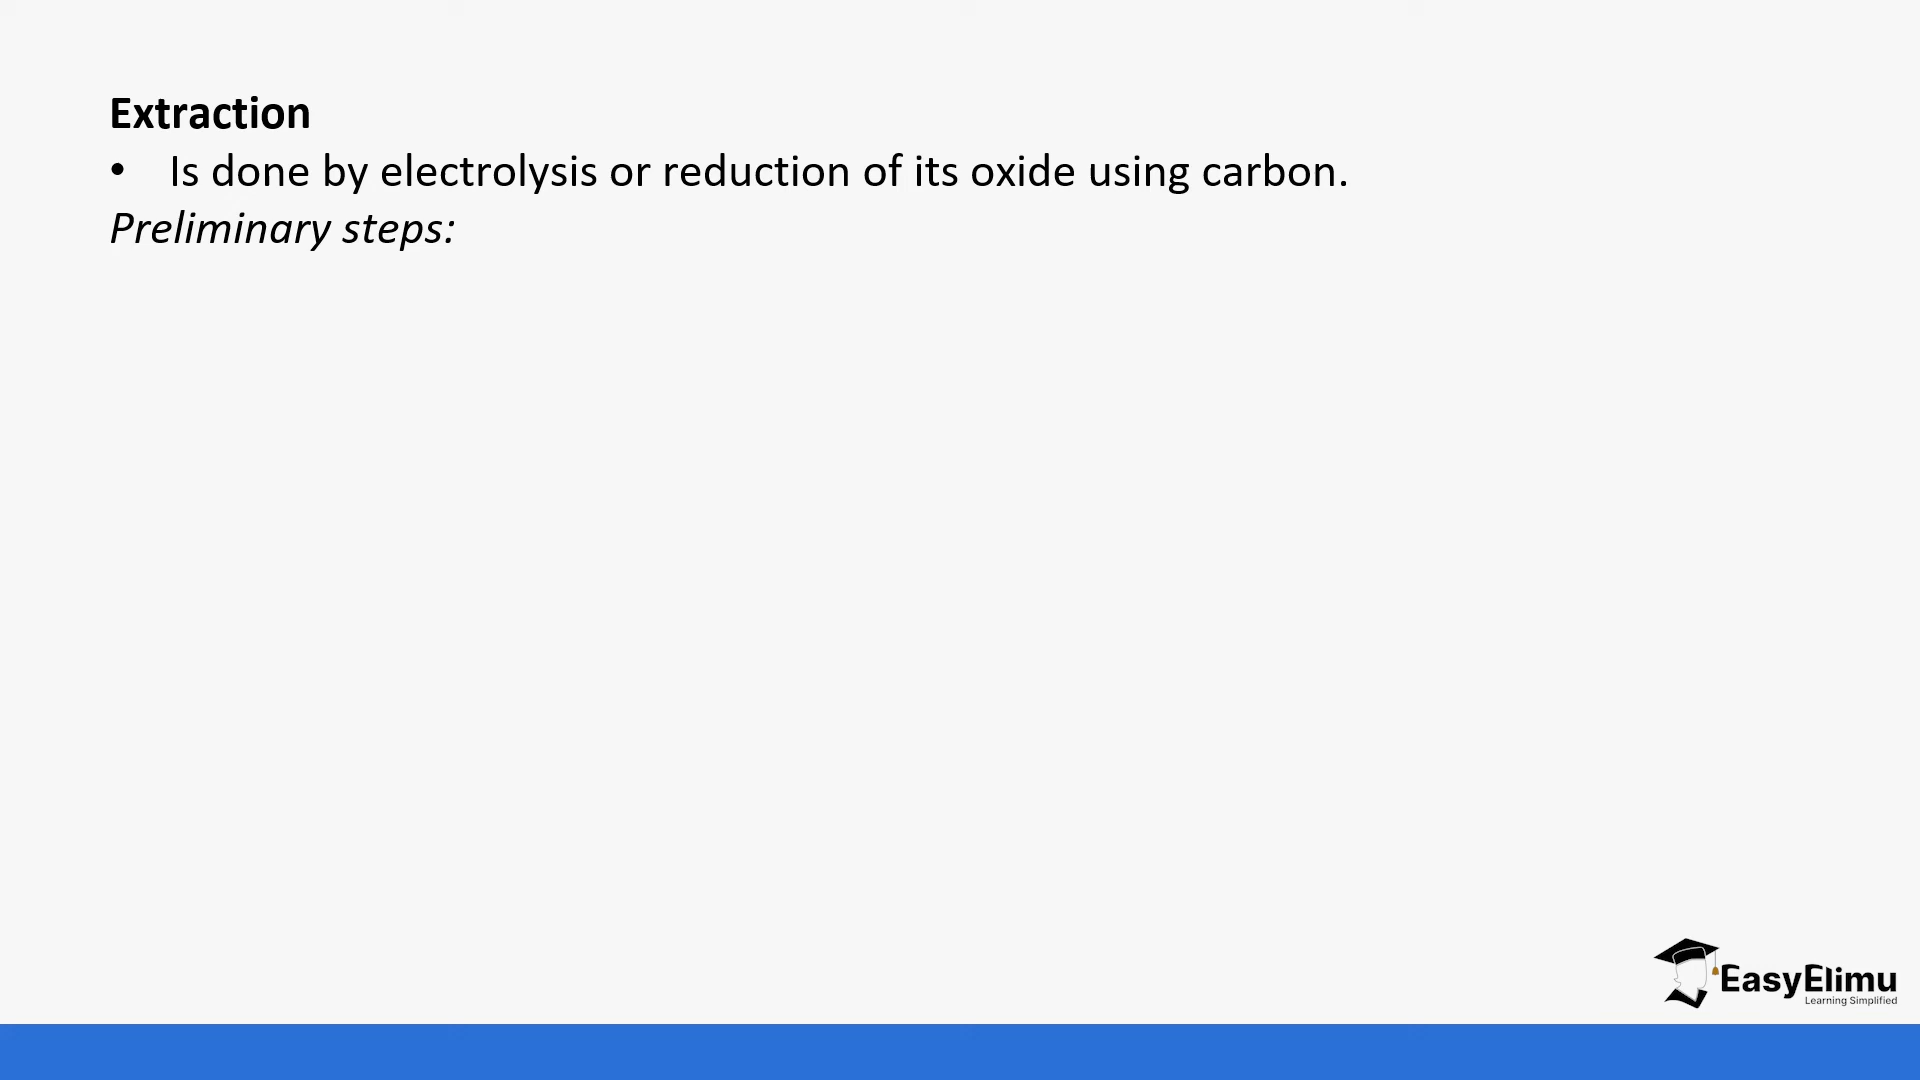 Extraction
• Is done by electrolysis or reduction of its oxide using carbon.
Preliminary steps:
EasyElimu
Learning Simplified